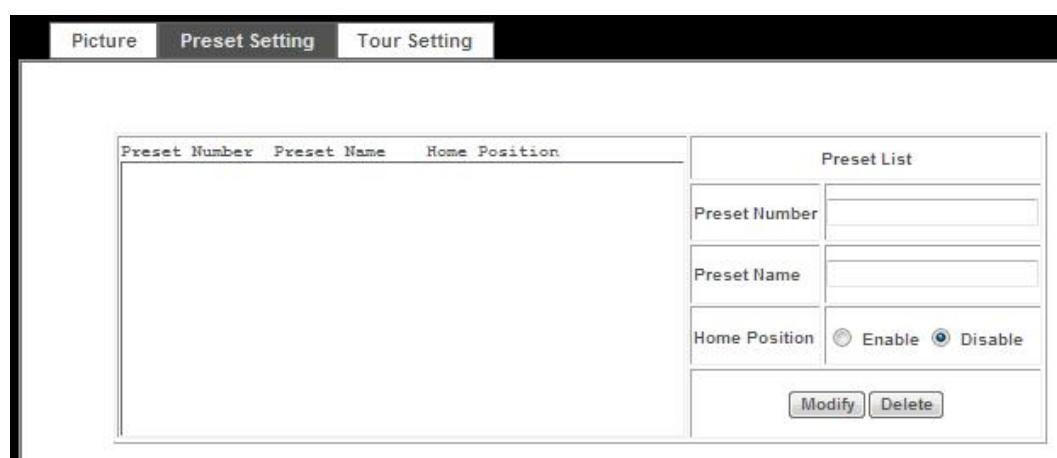 Picture Preset Setting Tour Setting
Preset Number Preset Name Home Position
Preset List
Preset Number
Preset Name
Home Position Enable Disable
Modify Delete